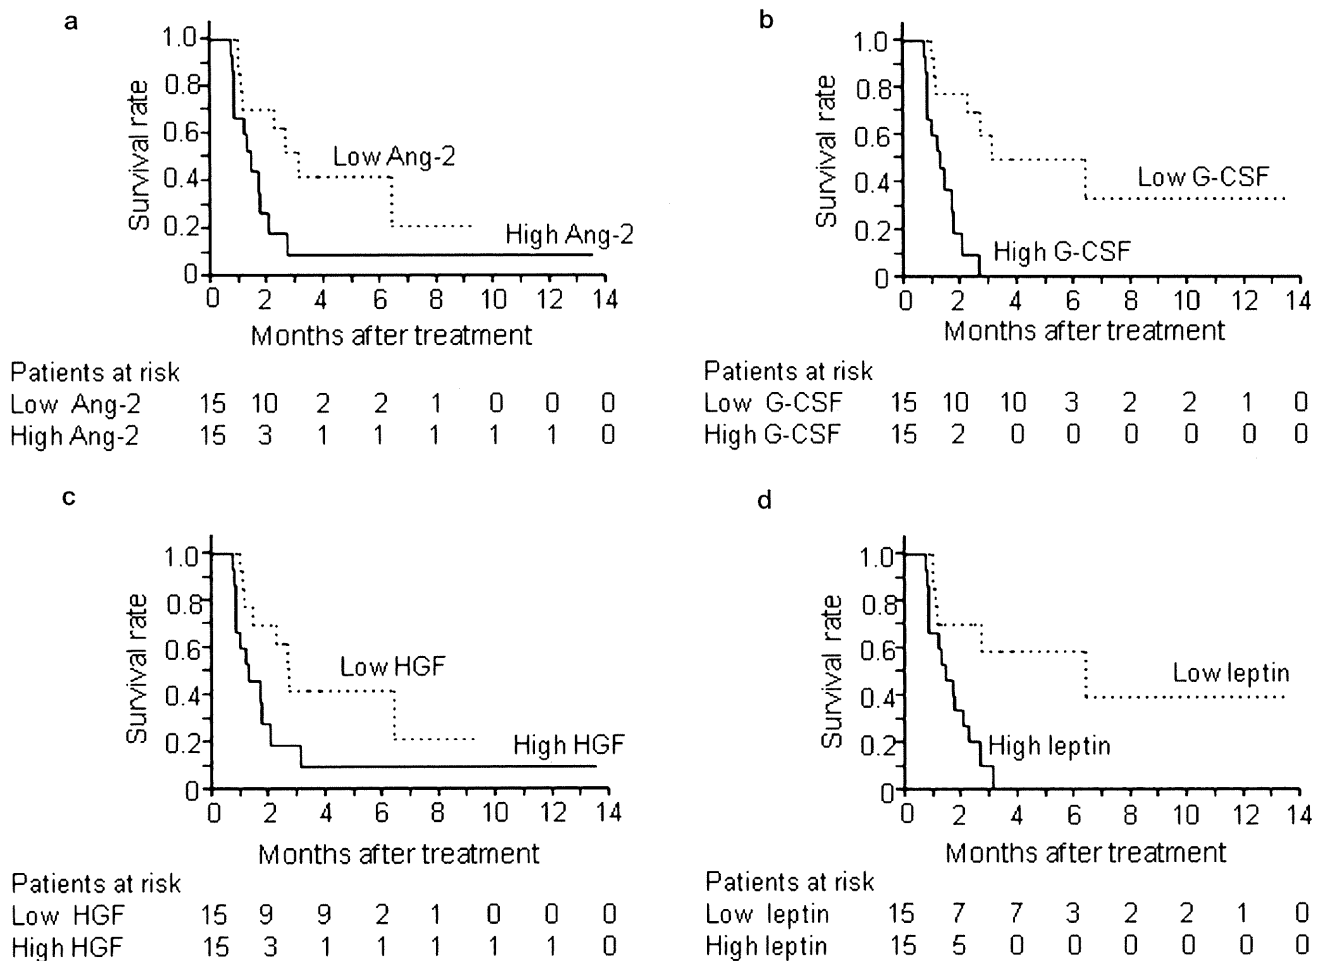 a
Survival rate
1.0
0.8
0.6
0.4
0.2
0
Low Ang-2
High Ang-2
0 2 4 6 8 10 12 14
Months after treatment
Patients at risk
Low Ang-2 15 10 2 2 1 0 0 0
High Ang-2 15 3 1 1 1 1 1 0
b
Survival rate
1.0
0.8
0.6
0.4
0.2
0
Low G-CSF
High G-CSF
0 2 4 6 8 10 12 14
Months after treatment
Patients at risk
Low G-CSF 15 10 10 3 2 2 1 0
High G-CSF 15 2 0 0 0 0 0 0
c
Survival rate
1.0
0.8
0.6
0.4
0.2
0
Low HGF
High HGF
0 2 4 6 8 10 12 14
Months after treatment
Patients at risk
Low HGF 15 9 9 2 1 0 0 0
High HGF 15 3 1 1 1 1 1 0
d
Survival rate
1.0
0.8
0.6
0.4
0.2
0
Low leptin
High leptin
0 2 4 6 8 10 12 14
Months after treatment
Patients at risk
Low leptin 15 7 7 3 2 2 1 0
High leptin 15 5 0 0 0 0 0 0